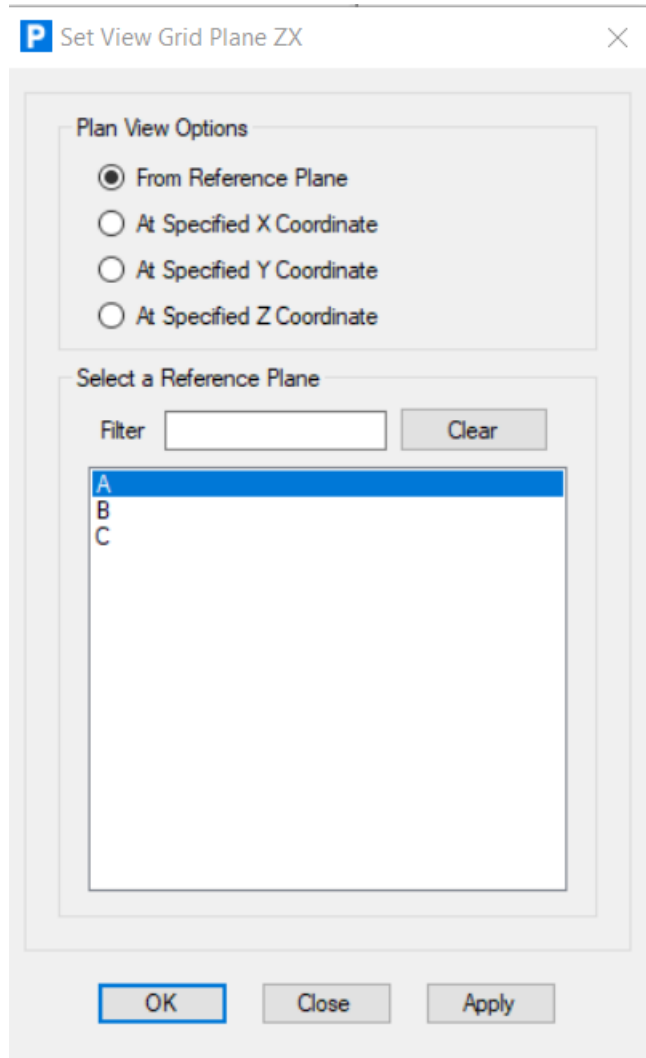 P Set View Grid Plane ZX
Plan View Options
From Reference Plane
At Specified X Coordinate
At Specified Y Coordinate
At Specified Z Coordinate
Select a Reference Plane
Filter Clear
A
B
C
OK Close Apply